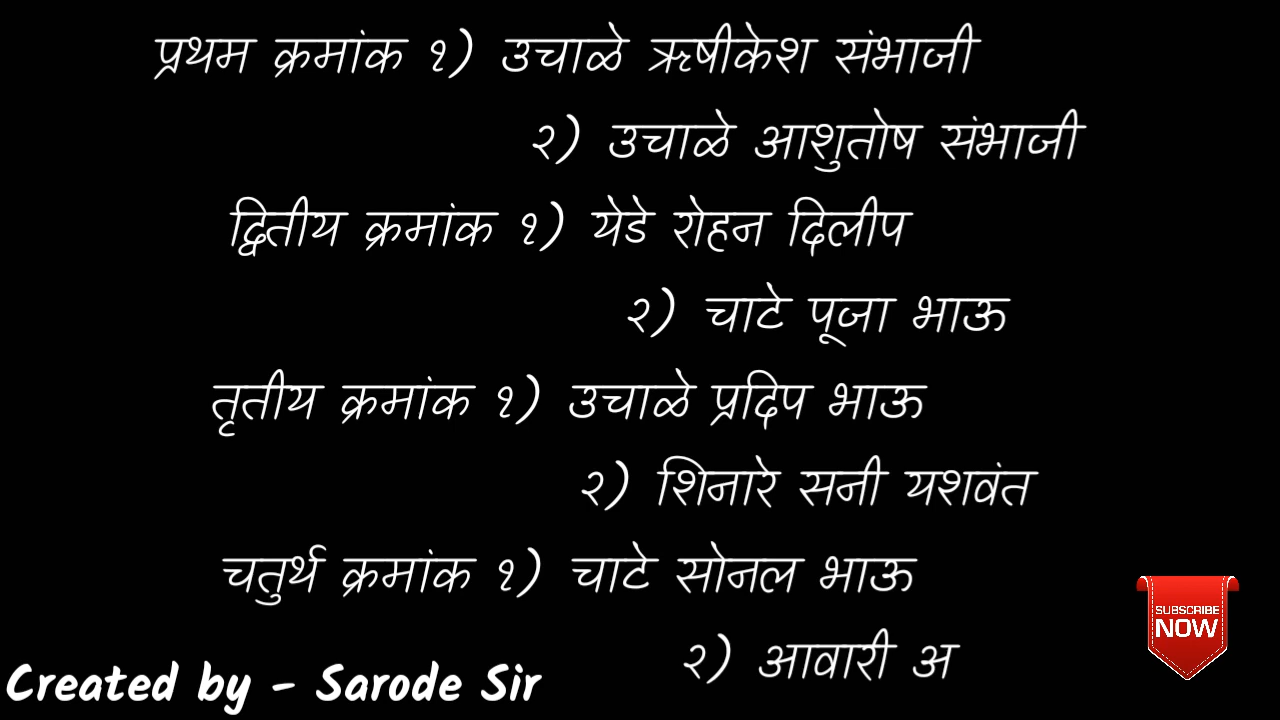 प्रथम क्रमांक १) उचाळे ऋषीकेश संभाजी
२) उचाळे आशुतोष संभाजी
द्वितीय क्रमांक १) येडे रोहन दिलीप
२) चाटे पूजा भाऊ
तृतीय क्रमांक १) उचाळे प्रदिप भाऊ
२) शिनारे सनी यशवंत
चतुर्थ क्रमांक १) चाटे सोनल भाऊ
२) आवारी अ
Created by - Sarode Sir
SUBSCRIBE
NOW